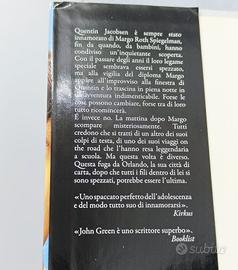 Quentin Jacobsen è sempre stato
innamorato di Margo Roth Spiegelman,
fin da quando, da bambini, hanno
condiviso un'inquietante scoperta.
Con il passare degli anni il loro legame
speciale sembrava essersi spezzato,
ma alla vigilia del diploma Margo
appare all'improvviso alla finestra di
Quentin e lo trascina in piena notte in
un'avventura indimenticabile. Forse le
cose possono cambiare, forse tra di loro
tutto ricomincerà.
E invece no. La mattina dopo Margo
scompare misteriosamente. Tutti
credono che si tratti di un altro dei suoi
colpi di testa, di uno dei suoi viaggi on
the road che l'hanno resa leggendaria
a scuola. Ma questa volta è diverso.
Questa fuga da Orlando, la sua città
di carta, dopo che tutti i fili dentro di lei si
sono spezzati, potrebbe essere l'ultima.
«Uno spaccato perfetto dell'adolescenza
e del modo tutto suo di innamorarsi».
Kirkus
«John Green è uno scrittore superbo».
Booklist
subito